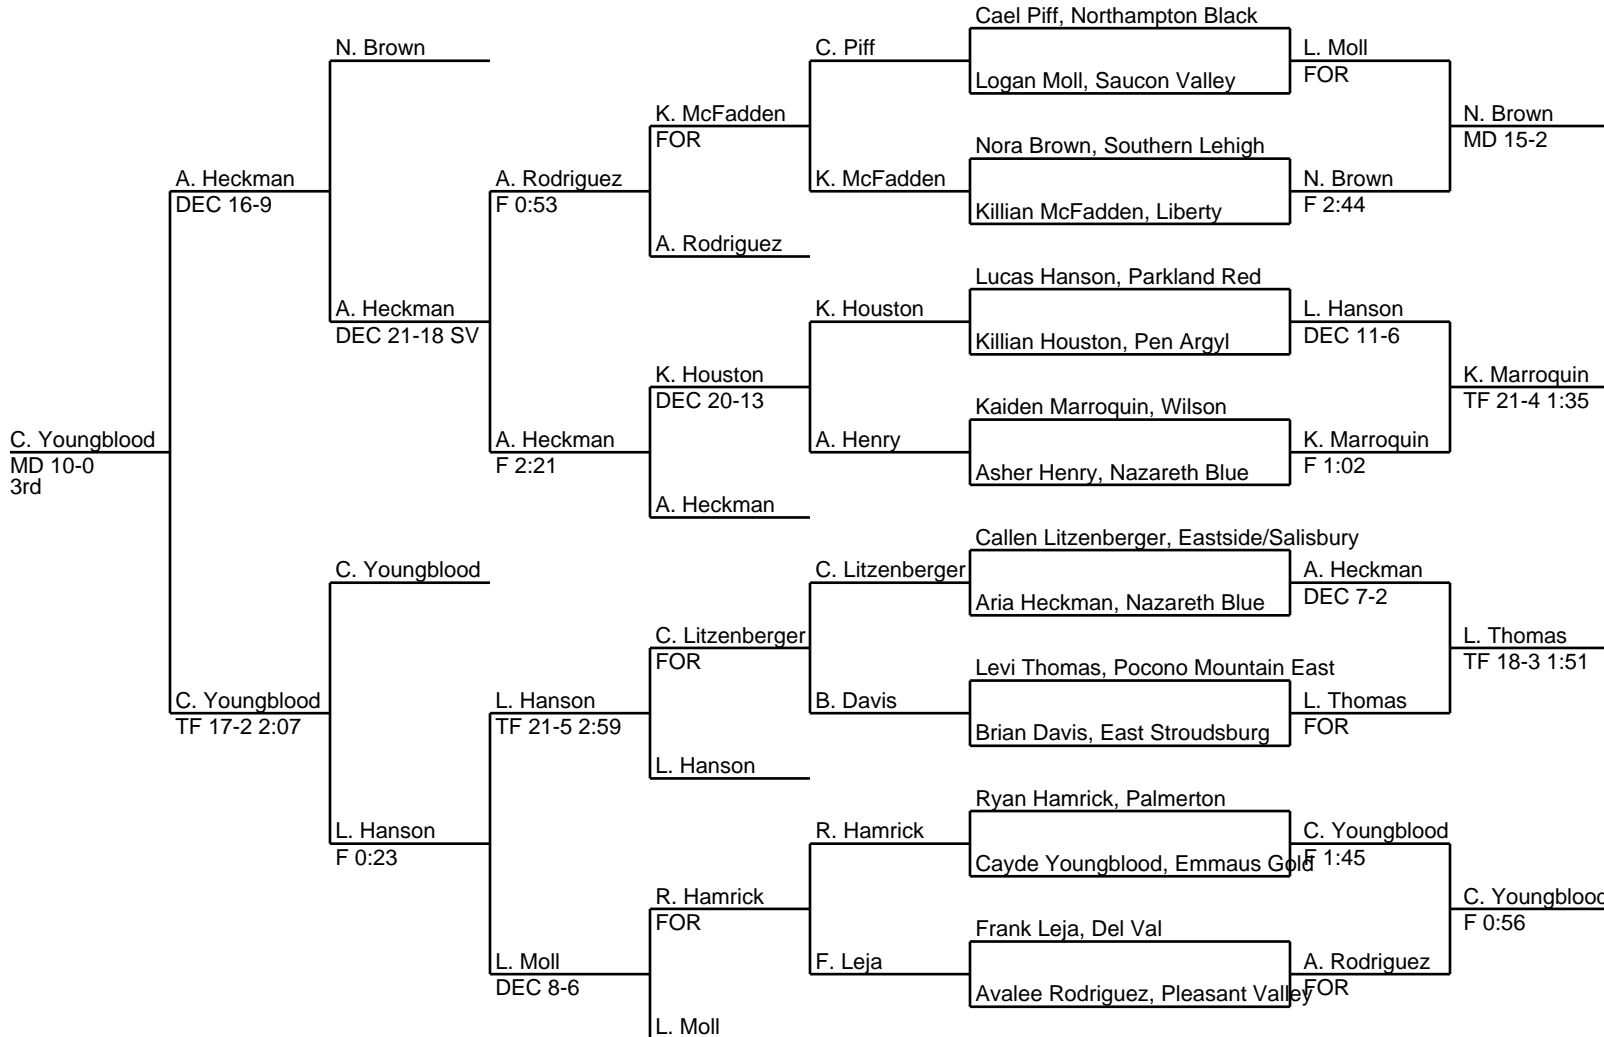 Cael Piff, Northampton Black
N. Brown
C. Piff
L. Moll
FOR
Logan Moll, Saucon Valley
K. McFadden
FOR
N. Brown
MD 15-2
Nora Brown, Southern Lehigh
A. Heckman
DEC 16-9
A. Rodriguez
F 0:53
K. McFadden
N. Brown
F 2:44
Killian McFadden, Liberty
A. Rodriguez
Lucas Hanson, Parkland Red
A. Heckman
DEC 21-18 SV
K. Houston
L. Hanson
DEC 11-6
Killian Houston, Pen Argyl
K. Houston
DEC 20-13
K. Marroquin
TF 21-4 1:35
Kaiden Marroquin, Wilson
C. Youngblood
MD 10-0
3rd
A. Heckman
F 2:21
A. Henry
K. Marroquin
F 1:02
Asher Henry, Nazareth Blue
A. Heckman
Callen Litzenberger, Eastside/Salisbury
C. Youngblood
C. Litzenberger
A. Heckman
DEC 7-2
Aria Heckman, Nazareth Blue
C. Litzenberger
FOR
L. Thomas
TF 18-3 1:51
Levi Thomas, Pocono Mountain East
C. Youngblood
TF 17-2 2:07
L. Hanson
TF 21-5 2:59
B. Davis
L. Thomas
FOR
Brian Davis, East Stroudsburg
L. Hanson
Ryan Hamrick, Palmerton
L. Hanson
F 0:23
R. Hamrick
C. Youngblood
F 1:45
Cayde Youngblood, Emmaus Gold
R. Hamrick
FOR
C. Youngblood
F 0:56
Frank Leja, Del Val
L. Moll
DEC 8-6
F. Leja
A. Rodriguez
FOR
Avalee Rodriguez, Pleasant Valley
L. Moll